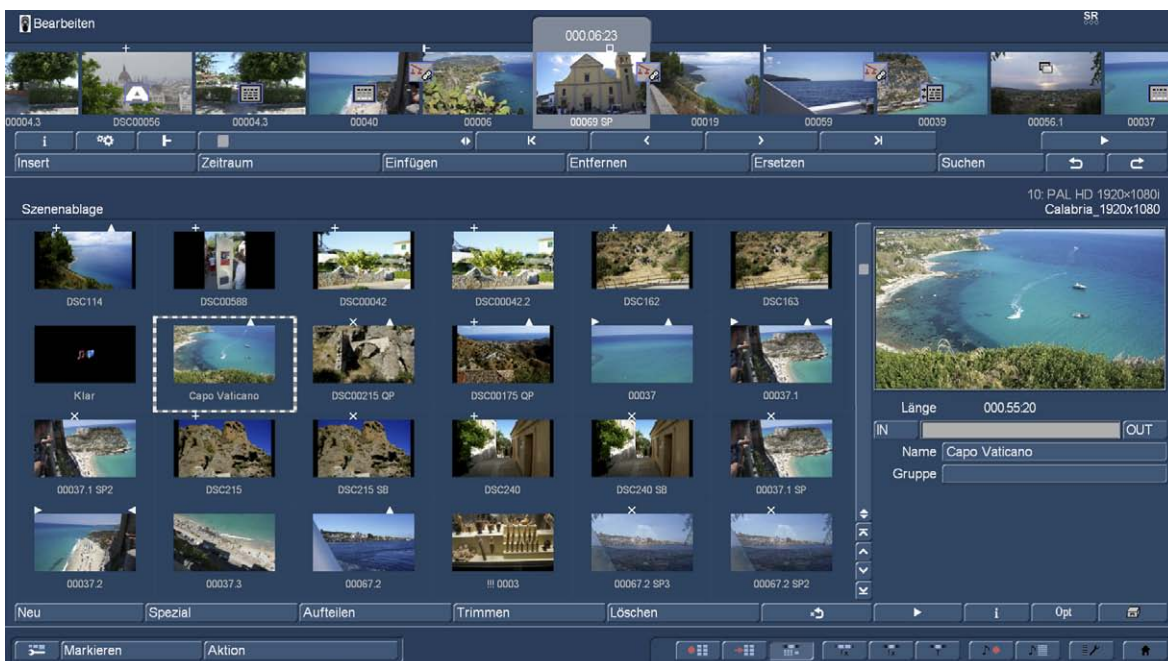 Bearbeiten
SR
000.06:23
00004.3 DSC00056 00004.3 00040 00006 00069 SP 00019 00059 00039 00056.1 00037
Insert Zeitraum Einfügen Entfernen Ersetzen Suchen
10: PAL HD 1920×1080i
Szenenablage
Calabria_1920x1080
DSC114 DSC00588 DSC00042 DSC00042.2 DSC162 DSC163
Klar Capo Vaticano DSC00215 QP DSC00175 QP 00037 00037.1
Länge 000.55:20
IN OUT
Name Capo Vaticano
Gruppe
00037.1 SP2 DSC215 DSC215 SB DSC240 DSC240 SB 00037.1 SP
00037.2 00037.3 00067.2 !!! 0003 00067.2 SP3 00067.2 SP2
Neu Spezial Aufteilen Trimmen Löschen i Opt
Markieren Aktion